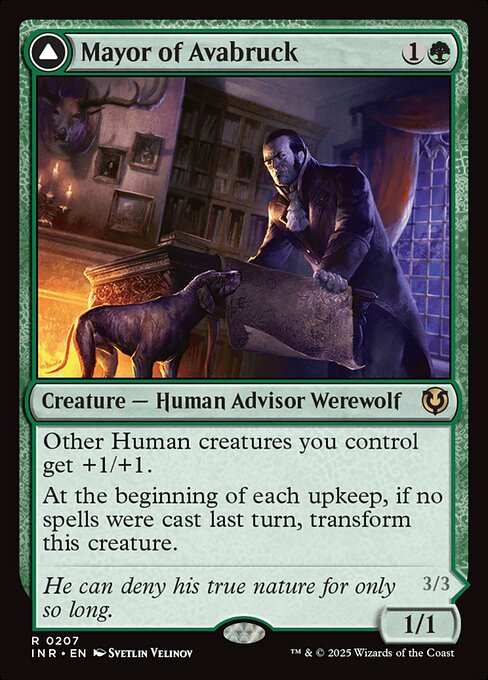 Mayor of Avabruck 1
Creature — Human Advisor Werewolf
Other Human creatures you control
get +1/+1.
At the beginning of each upkeep, if no
spells were cast last turn, transform
this creature.
He can deny his true nature for only
so long.
3/3
1/1
R 0207
INR • EN Svetlin Velinov
™ & © 2025 Wizards of the Coast